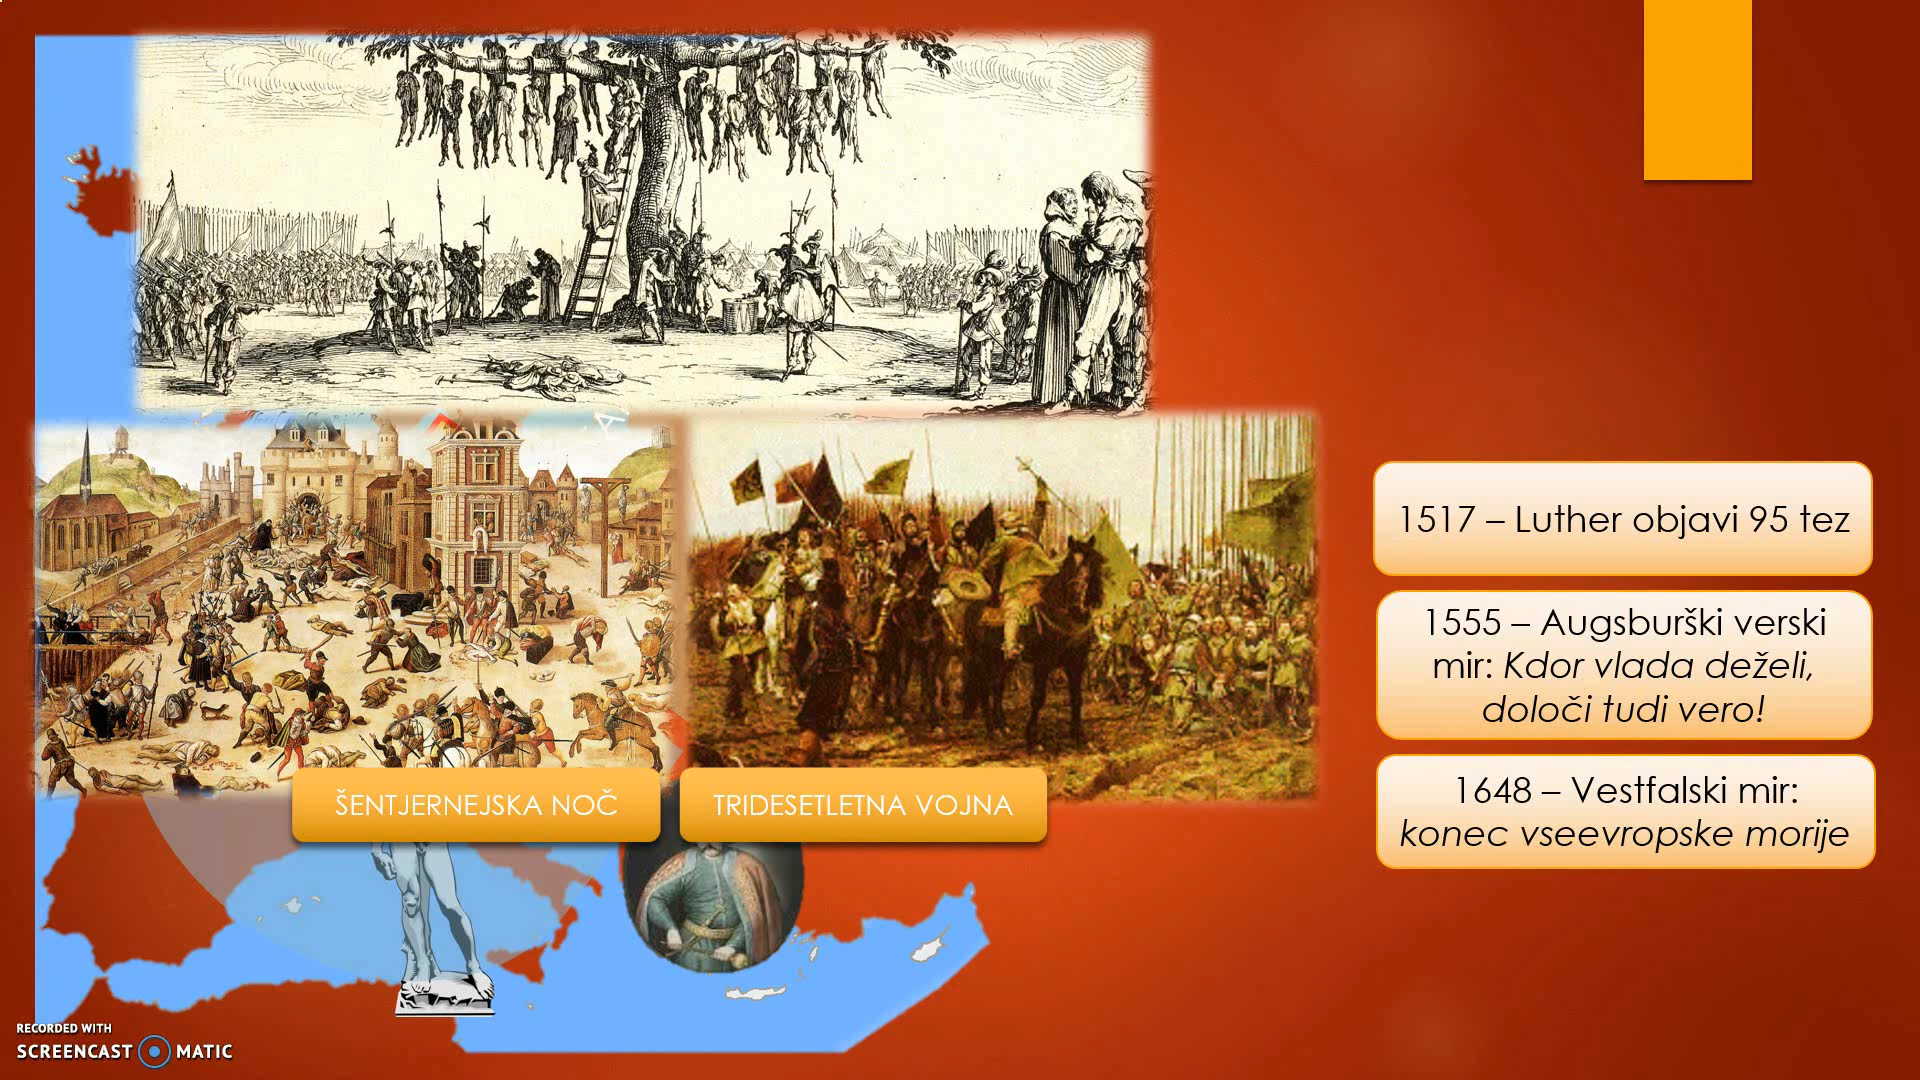 1517 – Luther objavi 95 tez
1555 – Augsburški verski
mir: Kdor vlada deželi,
določi tudi vero!
1648 – Vestfalski mir:
konec vseevropske morije
ŠENTJERNEJSKA NOČ
TRIDESETLETNA VOJNA
RECORDED WITH
SCREENCAST MATIC